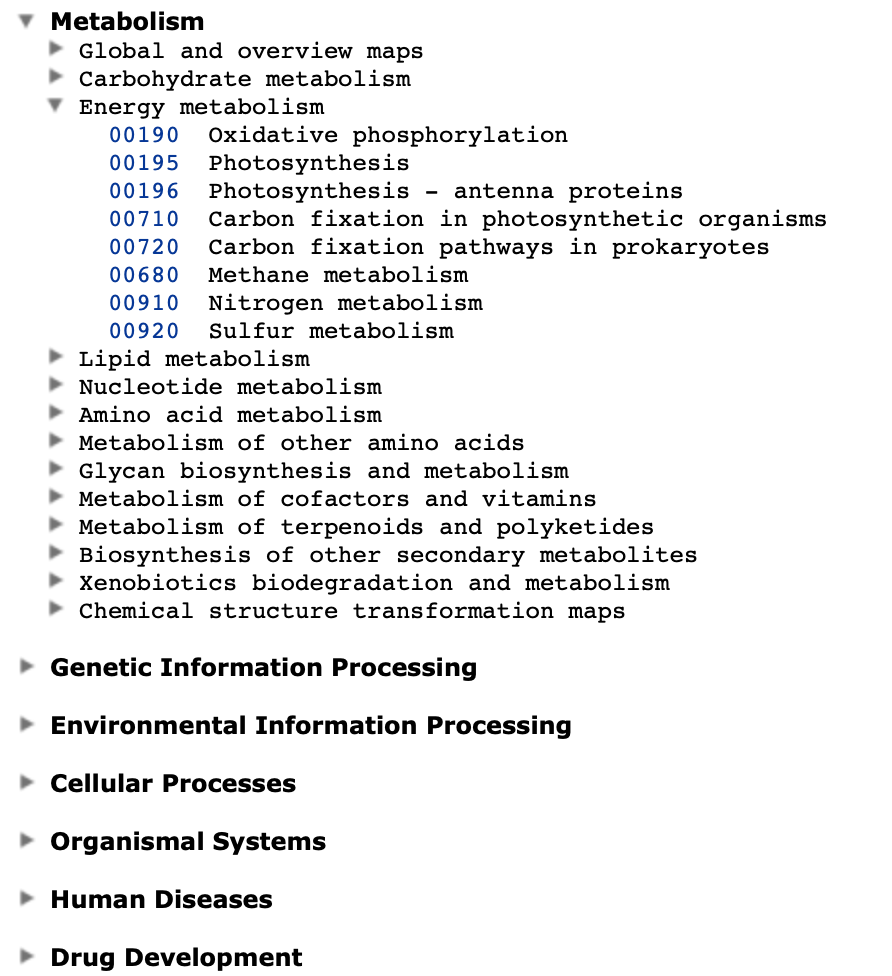 Metabolism
Global and overview maps
Carbohydrate metabolism
Energy metabolism
00190 Oxidative phosphorylation
00195 Photosynthesis
00196 Photosynthesis - antenna proteins
00710 Carbon fixation in photosynthetic organisms
00720 Carbon fixation pathways in prokaryotes
00680 Methane metabolism
00910 Nitrogen metabolism
00920 Sulfur metabolism
Lipid metabolism
Nucleotide metabolism
Amino acid metabolism
Metabolism of other amino acids
Glycan biosynthesis and metabolism
Metabolism of cofactors and vitamins
Metabolism of terpenoids and polyketides
Biosynthesis of other secondary metabolites
Xenobiotics biodegradation and metabolism
Chemical structure transformation maps
Genetic Information Processing
Environmental Information Processing
Cellular Processes
Organismal Systems
Human Diseases
Drug Development